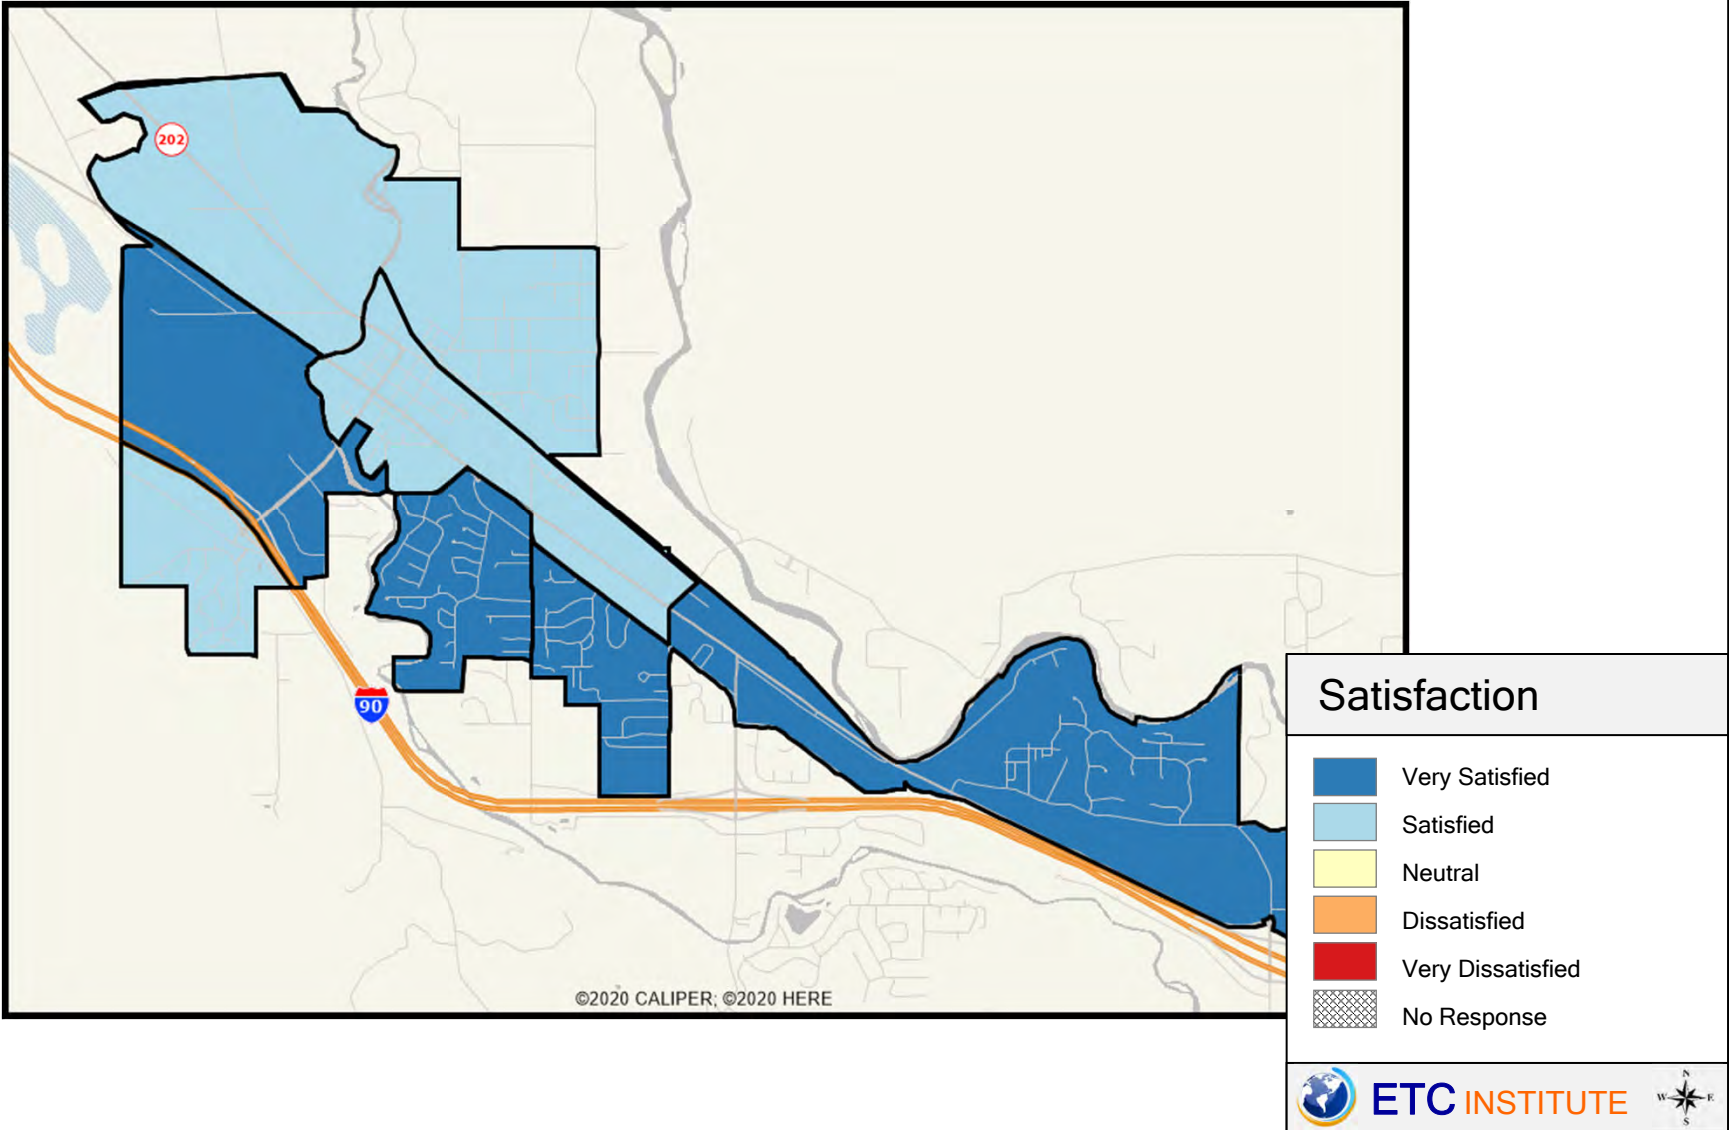 202
90
©2020 CALIPER; ©2020 HERE
Satisfaction
Very Satisfied
Satisfied
Neutral
Dissatisfied
Very Dissatisfied
No Response
ETC INSTITUTE
N
W E
S